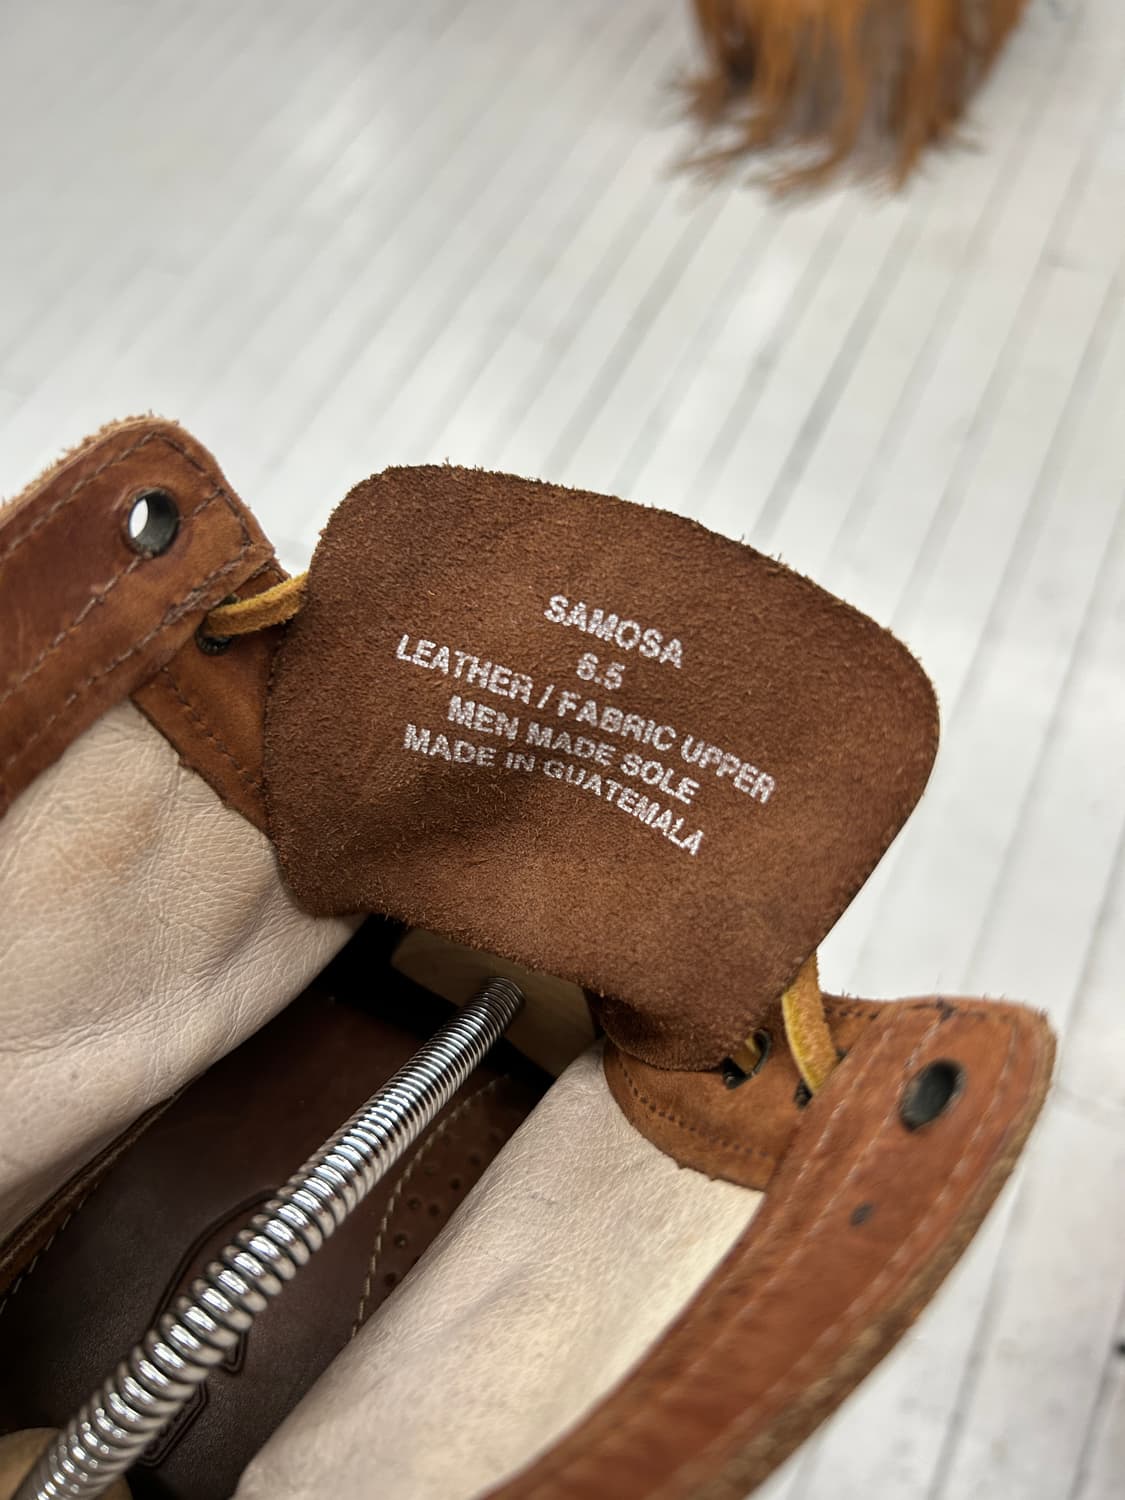 SAMOSA
6.5
LEATHER / FABRIC UPPER
MEN MADE SOLE
MADE IN GUATEMALA